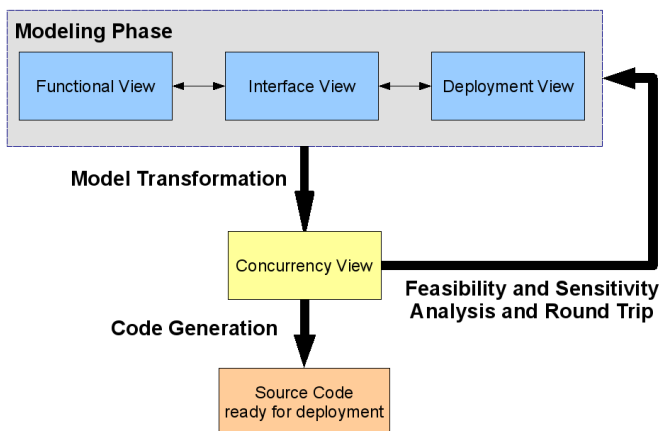 Modeling Phase
Functional View
Interface View
Deployment View
Model Transformation
Concurrency View
Feasibility and Sensitivity
Analysis and Round Trip
Code Generation
Source Code
ready for deployment